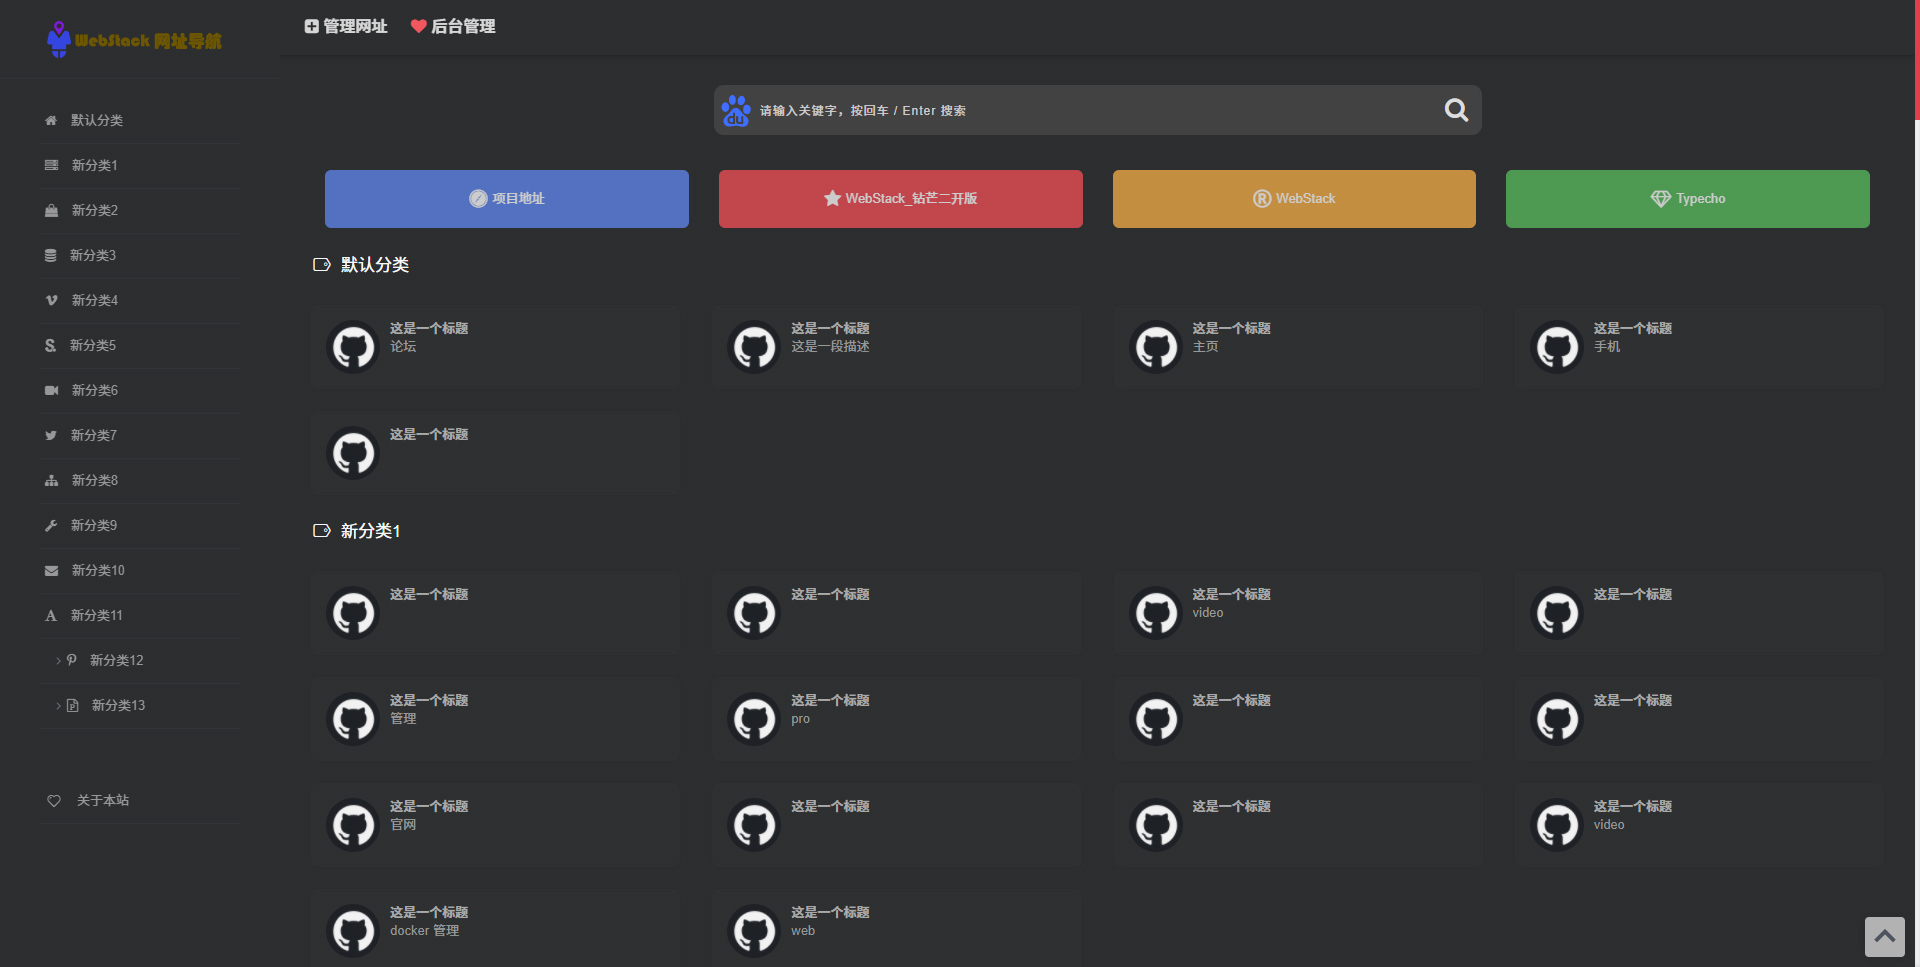 WebStack 网址导航
管理网址
后台管理
默认分类
新分类1
新分类2
新分类3
新分类4
新分类5
新分类6
新分类7
新分类8
新分类9
新分类10
新分类11
新分类12
新分类13
关于本站
du
请输入关键字，按回车 / Enter 搜索
项目地址
WebStack_钻芒二开版
WebStack
Typecho
默认分类
这是一个标题
论坛
这是一个标题
这是一段描述
这是一个标题
主页
这是一个标题
手机
这是一个标题
新分类1
这是一个标题
这是一个标题
这是一个标题
video
这是一个标题
这是一个标题
管理
这是一个标题
pro
这是一个标题
这是一个标题
这是一个标题
官网
这是一个标题
这是一个标题
这是一个标题
video
这是一个标题
docker 管理
这是一个标题
web